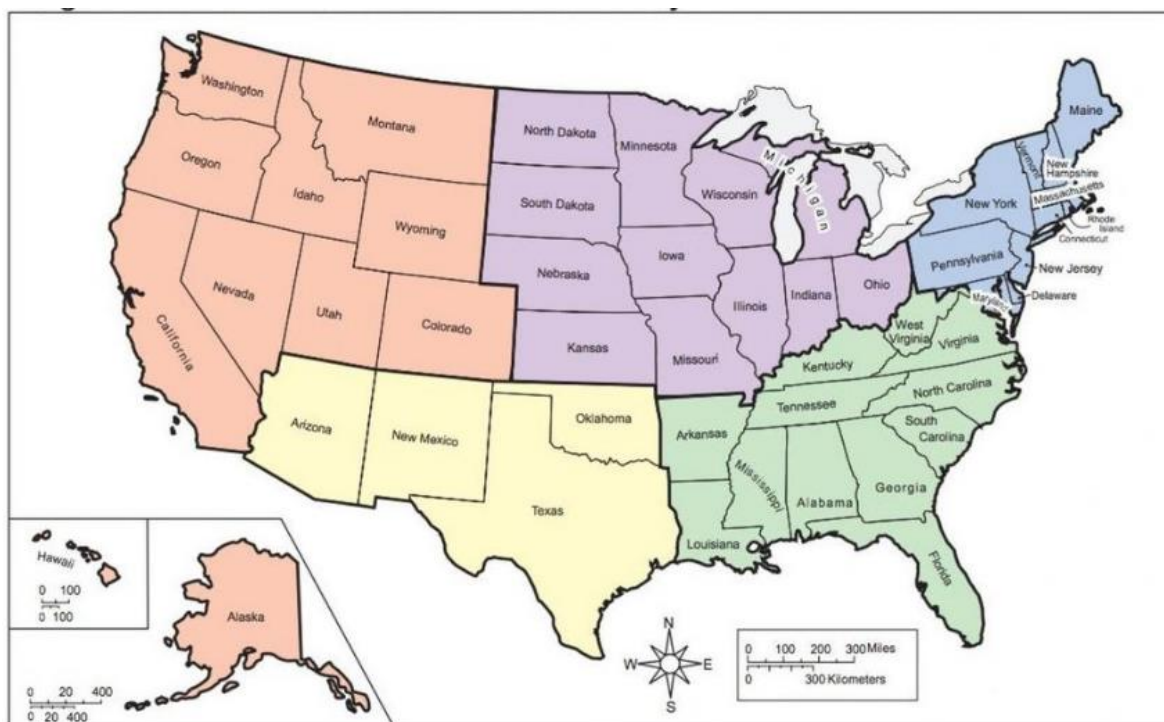 Washington
Montana
North Dakota
Minnesota
Maine
Oregon
Idaho
Michigan
Vermont
New
Hampshire
Massachusetts
Wisconsin
South Dakota
New York
Rhode
Island
Connecticut
Wyoming
Iowa
Pennsylvania
New Jersey
Nebraska
Ohio
Illinois
Indiana
Delaware
Maryland
Nevada
Utah
Colorado
California
Kansas
Missouri
West
Virginia
Virginia
Kentucky
North Carolina
Tennessee
Oklahoma
Arizona
New Mexico
Arkansas
South
Carolina
Mississippi
Alabama
Georgia
Texas
Louisiana
Florida
Hawaii
0 100
0 100
Alaska
0 20 400
0 20 400
N
W E
S
0 100 200 300 Miles
0 300 Kilometers